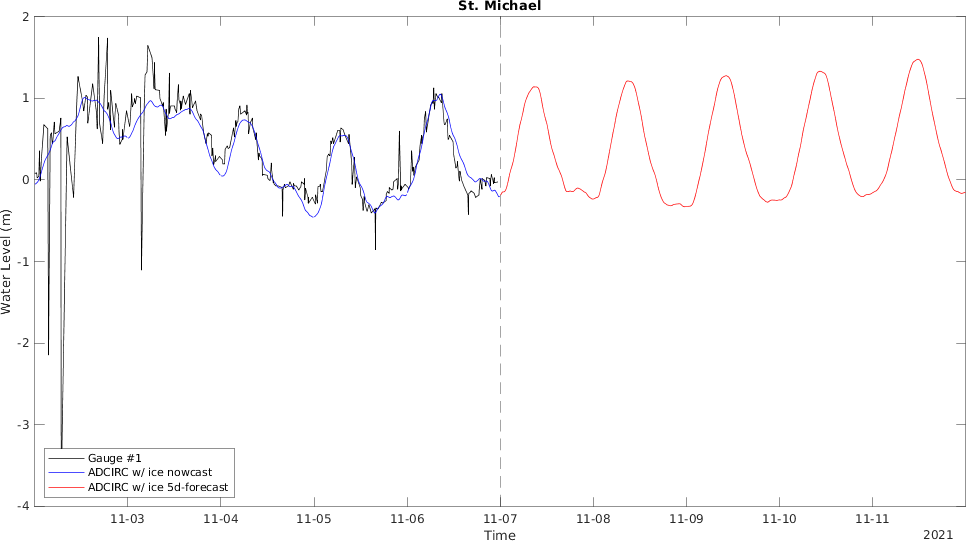 St. Michael
2
1
0
-1
-2
-3
-4
Water Level (m)
Gauge #1
ADCIRC w/ ice nowcast
ADCIRC w/ ice 5d-forecast
11-03 11-04 11-05 11-06 11-07 11-08 11-09 11-10 11-11
Time
2021